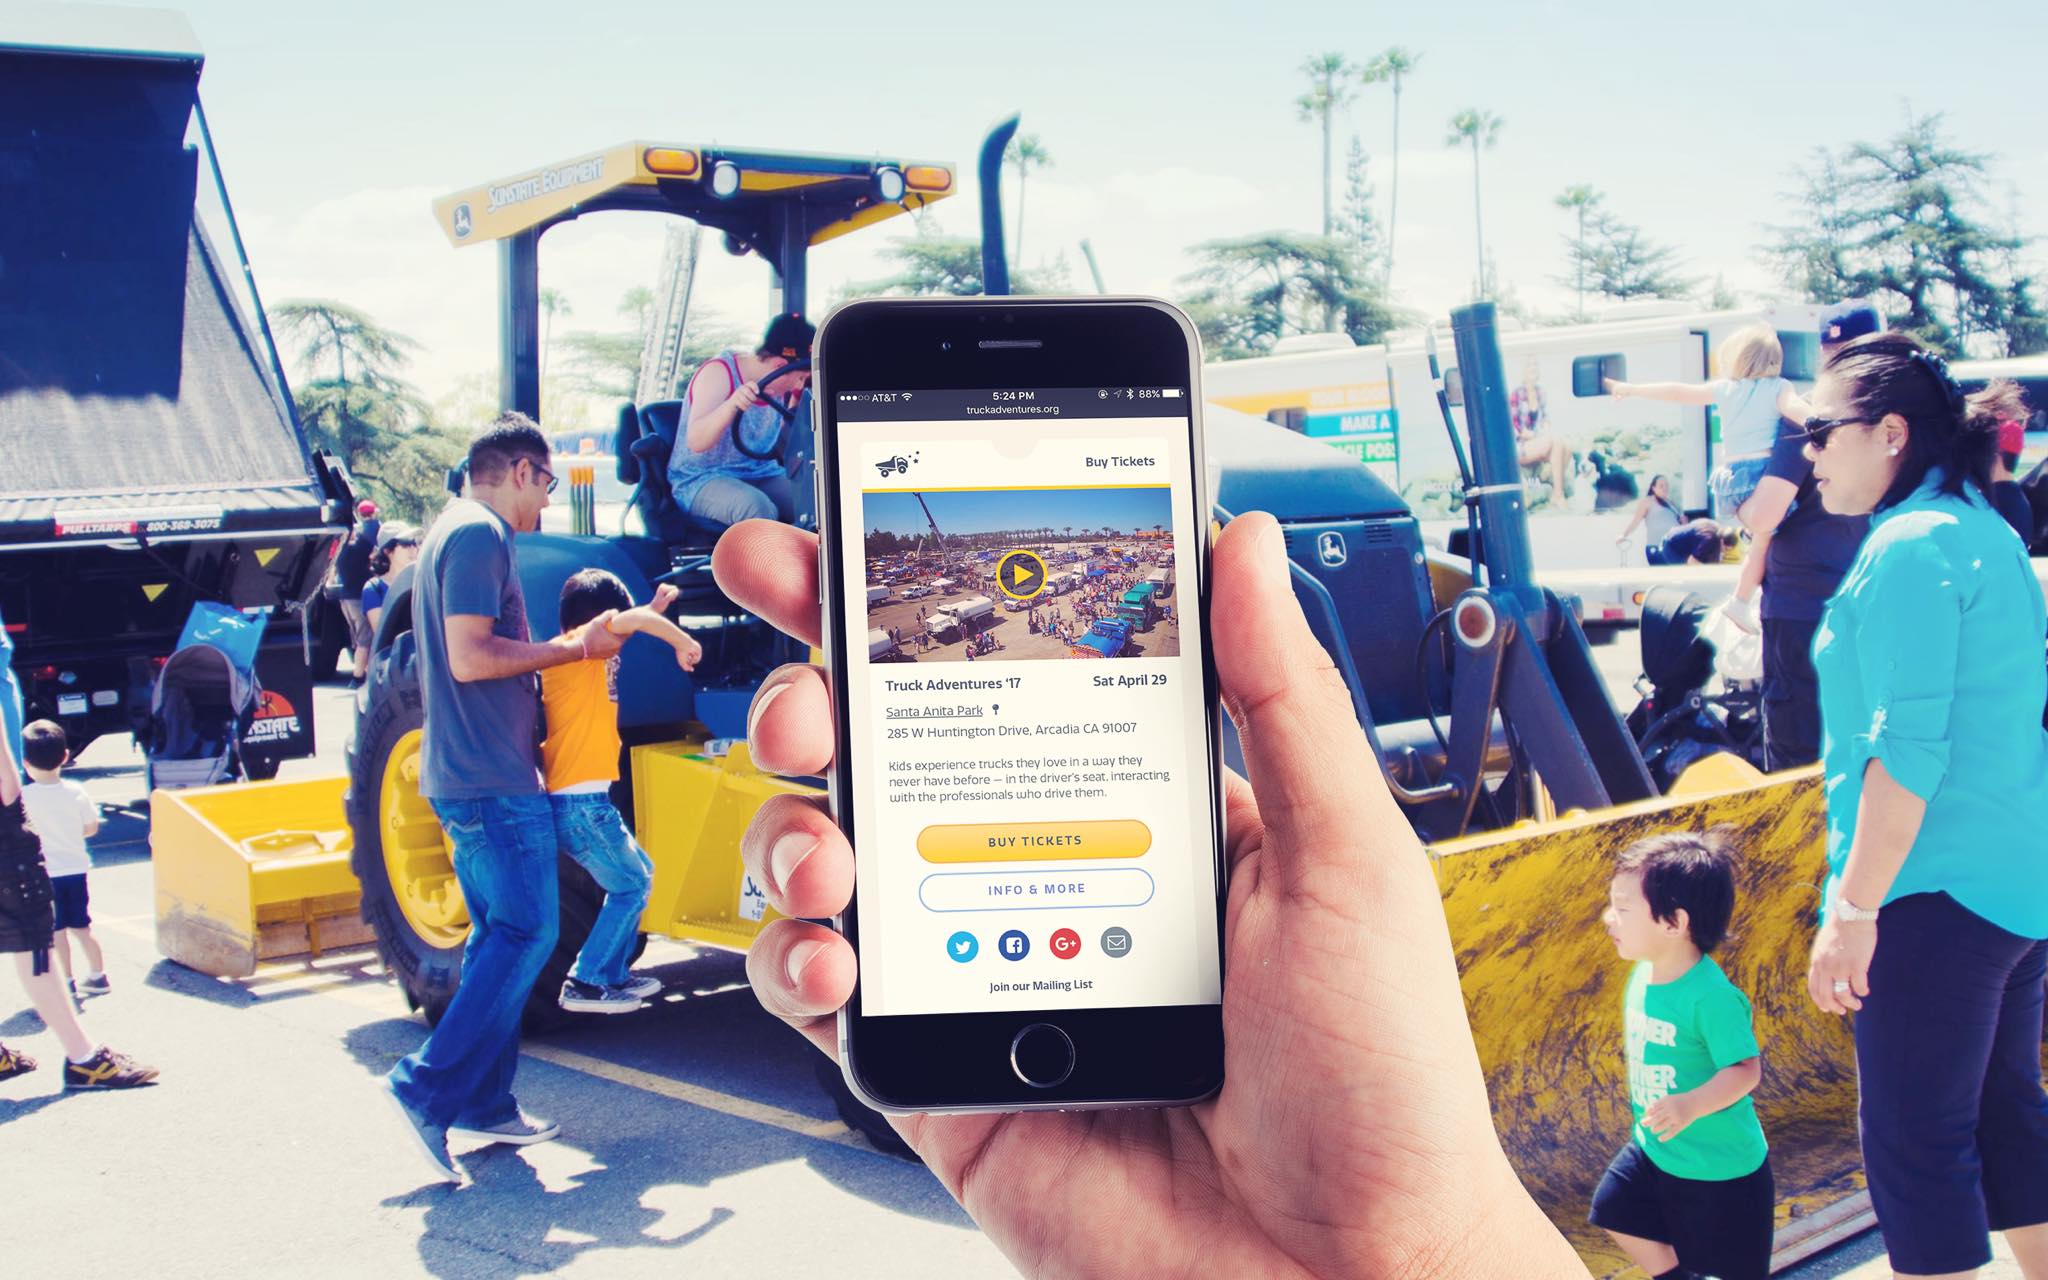 SUNSTATE EQUIPMENT
PULLTARPS 800-368-3075
MAKE A
AT&T 5:24 PM 88%
truckadventures.org
Buy Tickets
Truck Adventures ‘17 Sat April 29
Santa Anita Park
285 W Huntington Drive, Arcadia CA 91007
Kids experience trucks they love in a way they
never have before – in the driver's seat, interacting
with the professionals who drive them.
BUY TICKETS
INFO & MORE
G+
Join our Mailing List